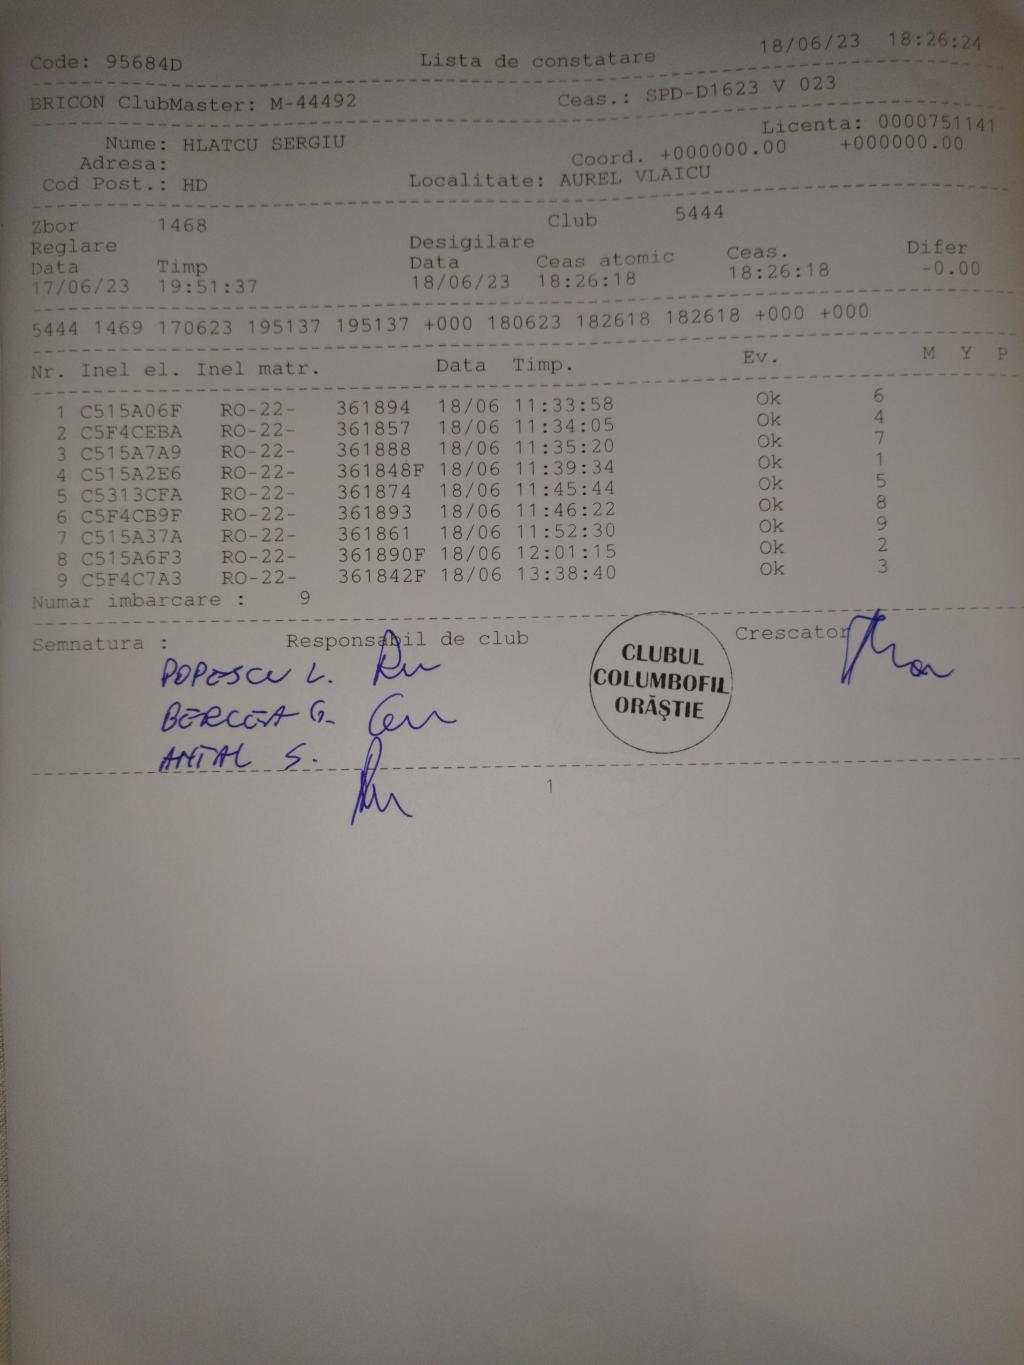 18/06/23 18:26:24
Code: 95684D Lista de constatare
BRICON ClubMaster: M-44492 Ceas.: SPD-D1623 V 023
Licenta: 0000751141
Nume: HLATCU SERGIU
Adresa: Coord. +000000.00 +000000.00
Cod Post.: HD Localitate: AUREL VLAICU
Zbor 1468 Club 5444
Reglare Desigilare
Data Timp Data Ceas atomic Ceas. Difer
17/06/23 19:51:37 18/06/23 18:26:18 18:26:18 -0.00
5444 1469 170623 195137 195137 +000 180623 182618 182618 +000 +000
Nr. Inel el. Inel matr. Data Timp. Ev. M Y P
1 C515A06F RO-22- 361894 18/06 11:33:58 Ok 6
2 C5F4CEBA RO-22- 361857 18/06 11:34:05 Ok 4
3 C515A7A9 RO-22- 361888 18/06 11:35:20 Ok 7
4 C515A2E6 RO-22- 361848F 18/06 11:39:34 Ok 1
5 C5313CFA RO-22- 361874 18/06 11:45:44 Ok 5
6 C5F4CB9F RO-22- 361893 18/06 11:46:22 Ok 8
7 C515A37A RO-22- 361861 18/06 11:52:30 Ok 9
8 C515A6F3 RO-22- 361890F 18/06 12:01:15 Ok 2
9 C5F4C7A3 RO-22- 361842F 18/06 13:38:40 Ok 3
Numar imbarcare : 9
Semnatura : Responsabil de club Crescator
CLUBUL
COLUMBOFIL
ORĂŞTIE
POPESCU L.
BERCEA G.
ANTAL S.
1